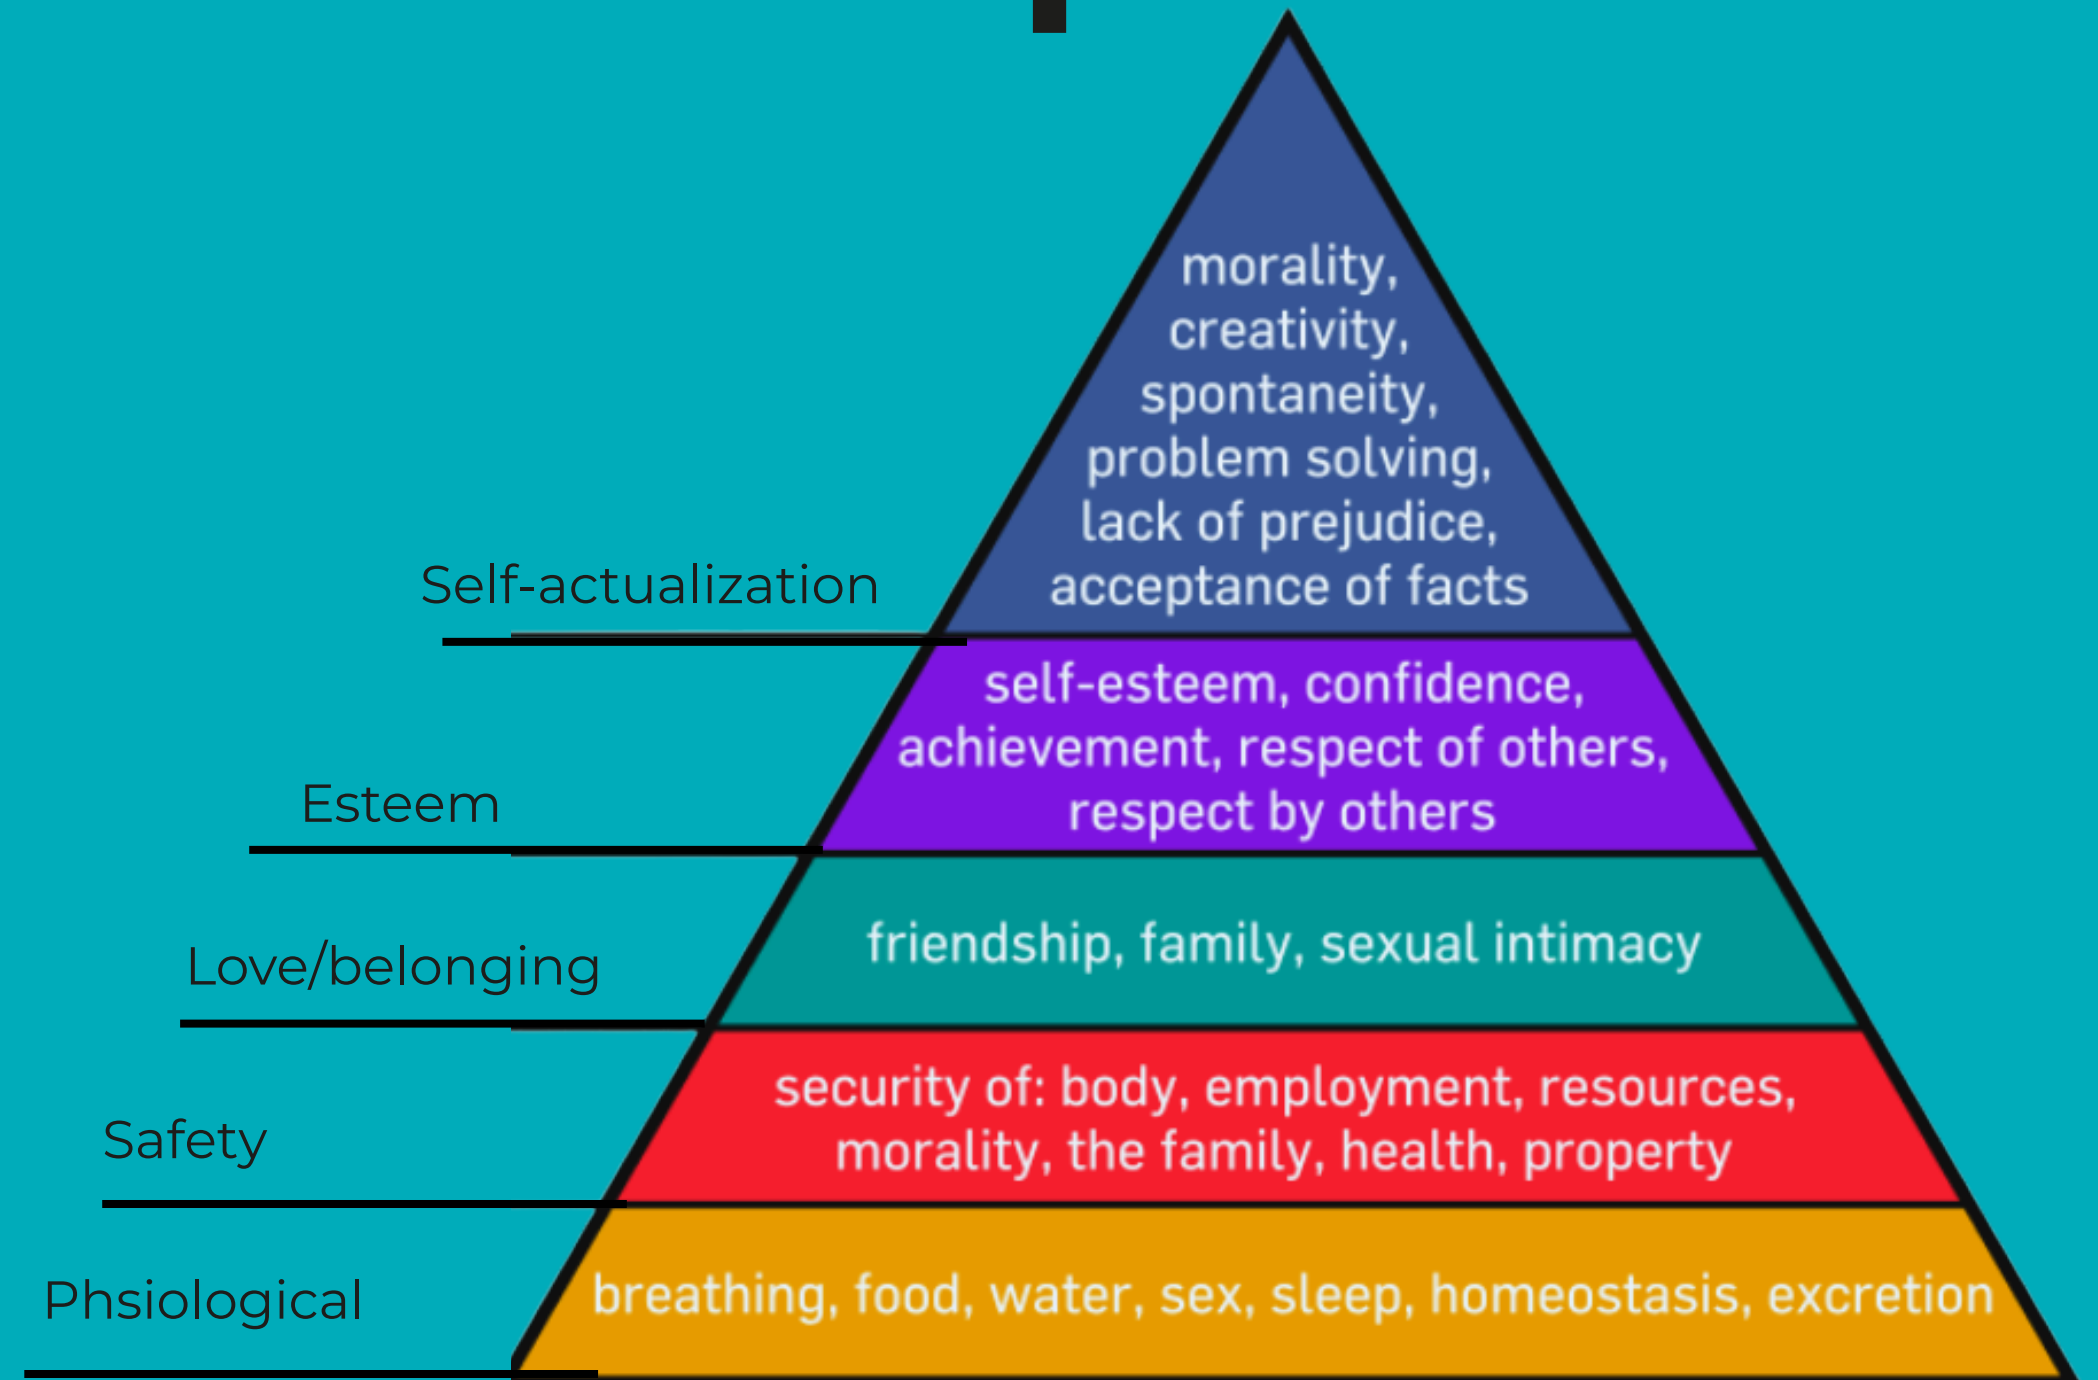 morality,
creativity,
spontaneity,
problem solving,
lack of prejudice,
acceptance of facts
Self-actualization
self-esteem, confidence,
achievement, respect of others,
respect by others
Esteem
friendship, family, sexual intimacy
Love/belonging
security of: body, employment, resources,
morality, the family, health, property
Safety
breathing, food, water, sex, sleep, homeostasis, excretion
Phsiological